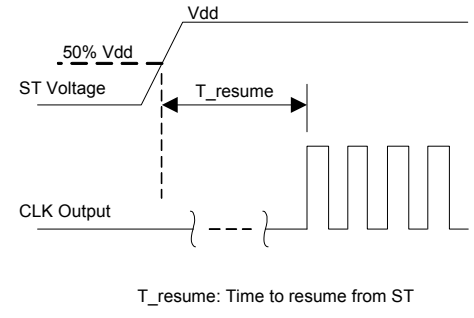 Vdd
50% Vdd
ST Voltage
T_resume
CLK Output
T_resume: Time to resume from ST